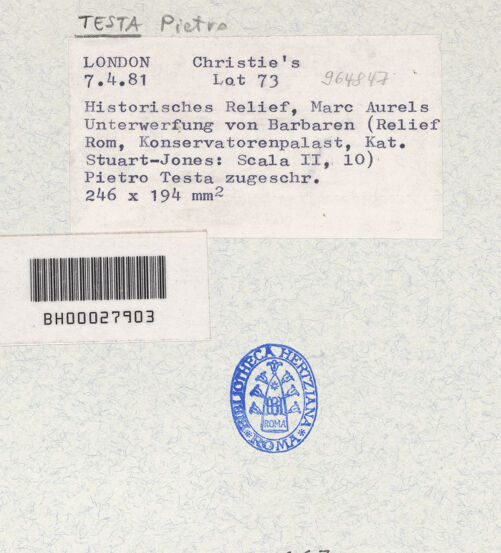 TESTA Pietro
LONDON Christie's
7.4.81 Lot 73 964847
Historisches Relief, Marc Aurels
Unterwerfung von Barbaren (Relief
Rom, Konservatorenpalast, Kat.
Stuart-Jones: Scala II, 10)
Pietro Testa zugeschr.
246 x 194 mm²
BH00027903
BIBLIOTHECA HERTZIANA
ROMA
* ROMA *